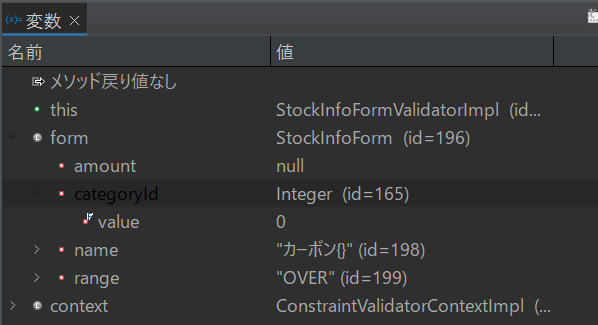 (x)= 変数
名前 値
メソッド戻り値なし
this StockInfoFormValidatorImpl (id...
form StockInfoForm (id=196)
amount null
categoryId Integer (id=165)
value 0
name "カーボン{}" (id=198)
range "OVER" (id=199)
context ConstraintValidatorContextImpl (...